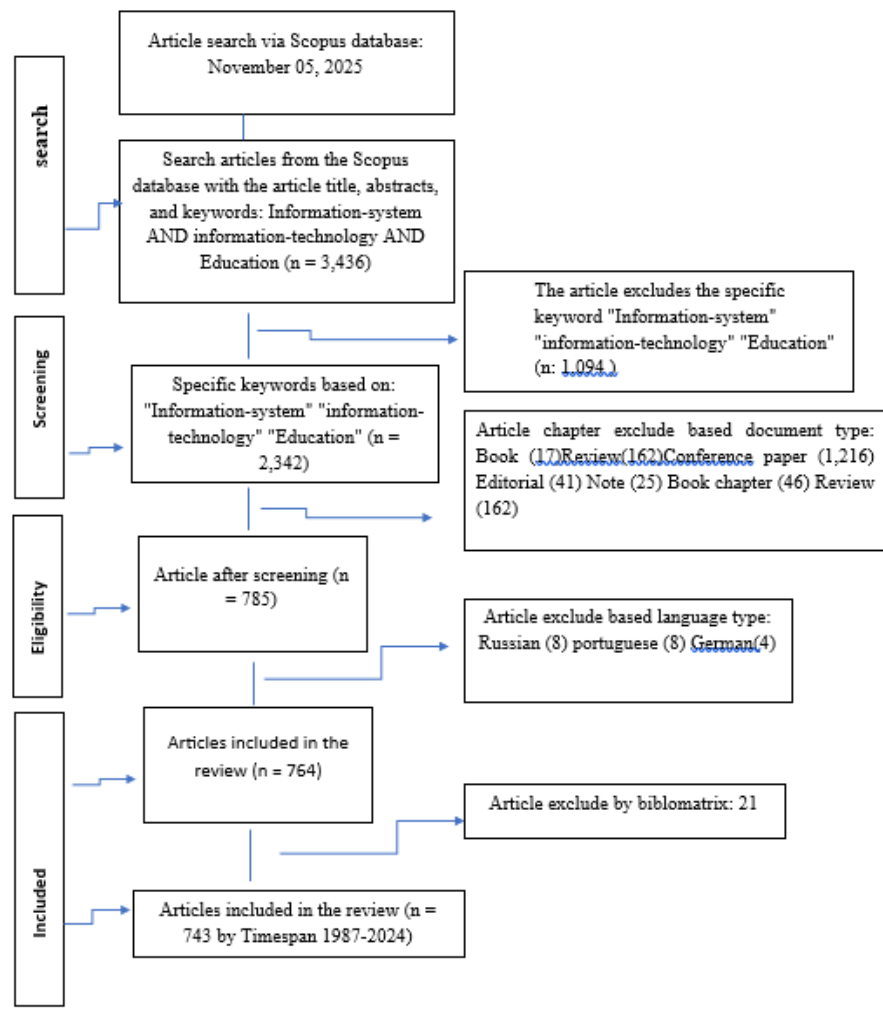 Article search via Scopus database:
November 05, 2025
search
Search articles from the Scopus
database with the article title, abstracts,
and keywords: Information-system
AND information-technology AND
Education (n = 3,436)
The article excludes the specific
keyword "Information-system"
"information-technology" "Education"
(n: 1.094 )
Screening
Specific keywords based on:
"Information-system" "information-
technology" "Education" (n =
2,342)
Article chapter exclude based document type:
Book (17)Review(162)Conference paper (1,216)
Editorial (41) Note (25) Book chapter (46) Review
(162)
Eligibility
Article after screening (n
= 785)
Article exclude based language type:
Russian (8) portuguese (8) German(4)
Included
Articles included in the
review (n = 764)
Article exclude by biblomatrix: 21
Articles included in the review (n =
743 by Timespan 1987-2024)